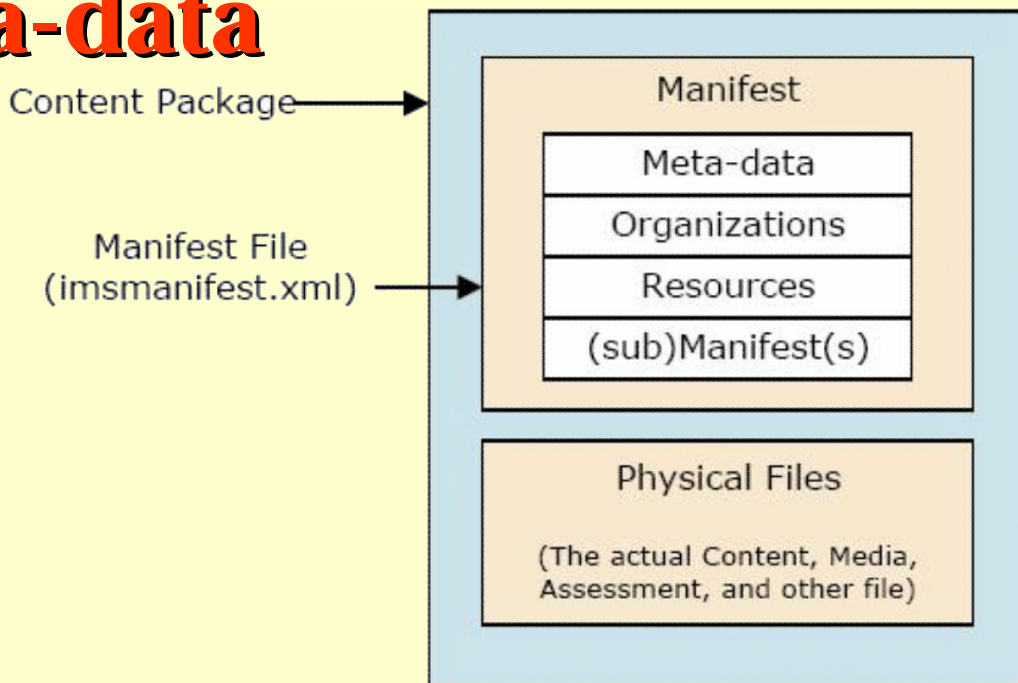 a-data
Content Package
Manifest File
(imsmanifest.xml)
Manifest
Meta-data
Organizations
Resources
(sub)Manifest(s)
Physical Files
(The actual Content, Media,
Assessment, and other file)